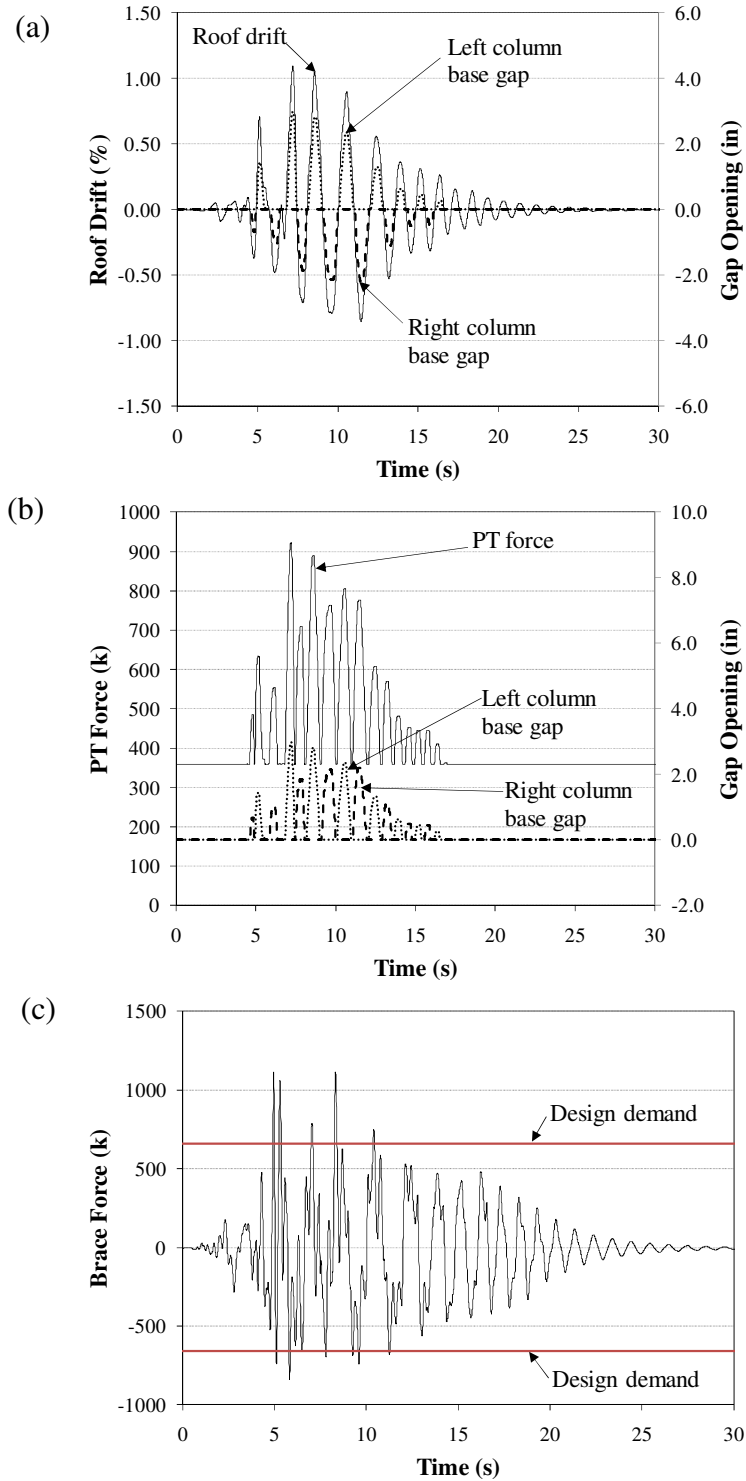 (a)
1.50
1.00
0.50
0.00
-0.50
-1.00
-1.50
Roof Drift (%)
6.0
4.0
2.0
0.0
-2.0
-4.0
-6.0
Gap Opening (in)
Roof drift
Left column
base gap
Right column
base gap
0 5 10 15 20 25 30
Time (s)
(b)
1000
900
800
700
600
500
400
300
200
100
0
PT Force (k)
10.0
8.0
6.0
4.0
2.0
0.0
-2.0
Gap Opening (in)
PT force
Left column
base gap
Right column
base gap
0 5 10 15 20 25 30
Time (s)
(c)
1500
1000
500
0
-500
-1000
Brace Force (k)
Design demand
Design demand
0 5 10 15 20 25 30
Time (s)